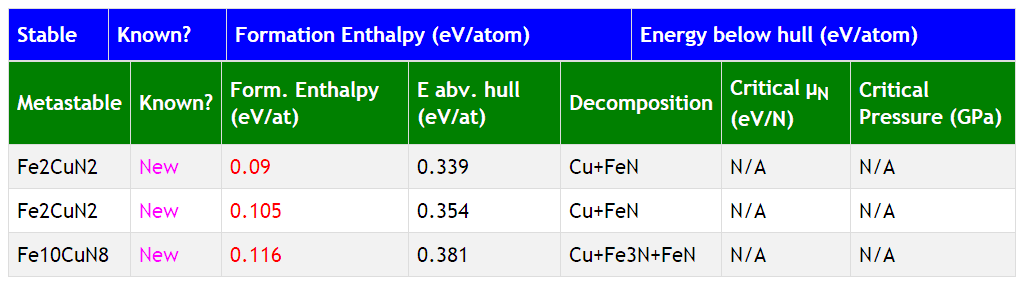 Stable Known? Formation Enthalpy (eV/atom) Energy below hull (eV/atom)
Metastable Known? Form. Enthalpy (eV/at) E abv. hull (eV/at) Decomposition Critical μN (eV/N) Critical Pressure (GPa)
Fe2CuN2 New 0.09 0.339 Cu+FeN N/A N/A
Fe2CuN2 New 0.105 0.354 Cu+FeN N/A N/A
Fe10CuN8 New 0.116 0.381 Cu+Fe3N+FeN N/A N/A